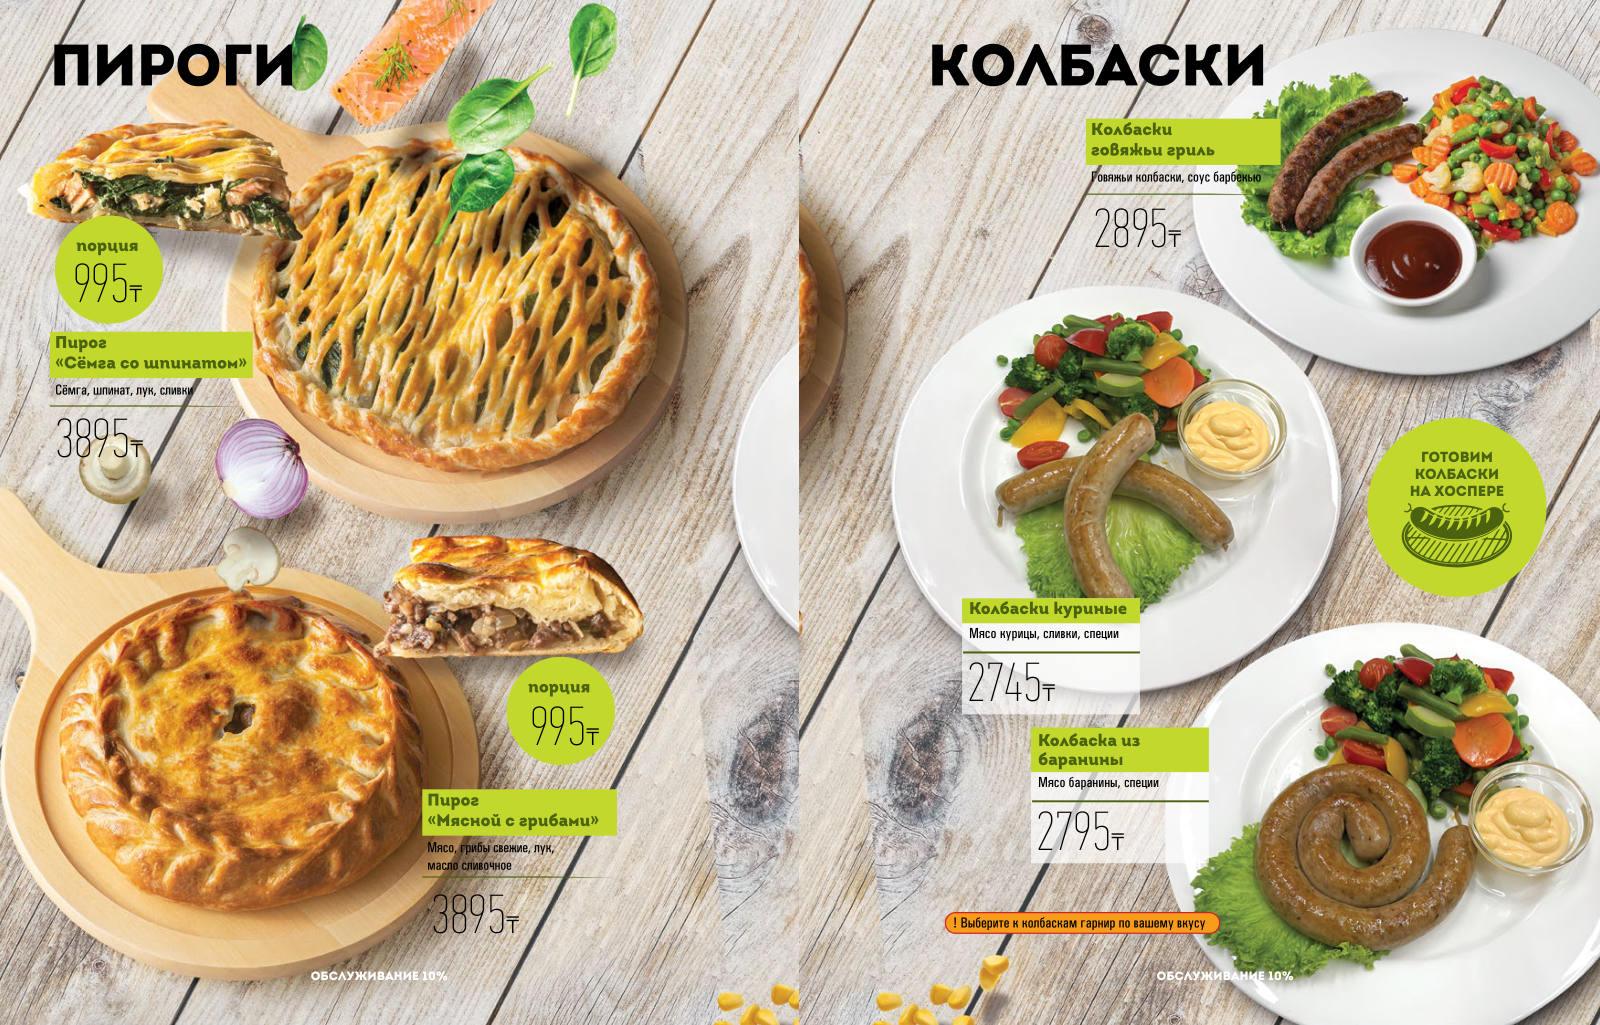 ПИРОГИ
порция
995₸
Пирог
«Сёмга со шпинатом»
Сёмга, шпинат, лук, сливки
3895₸
порция
995₸
Пирог
«Мясной с грибами»
Мясо, грибы свежие, лук,
масло сливочное
3895₸
ОБСЛУЖИВАНИЕ 10%
КОЛБАСКИ
Колбаски
говяжьи гриль
Говяжьи колбаски, соус барбекью
2895₸
ГОТОВИМ
КОЛБАСКИ
НА ХОСПЕРЕ
Колбаски куриные
Мясо курицы, сливки, специи
2745₸
Колбаска из
баранины
Мясо баранины, специи
2795₸
! Выберите к колбаскам гарнир по вашему вкусу
ОБСЛУЖИВАНИЕ 10%